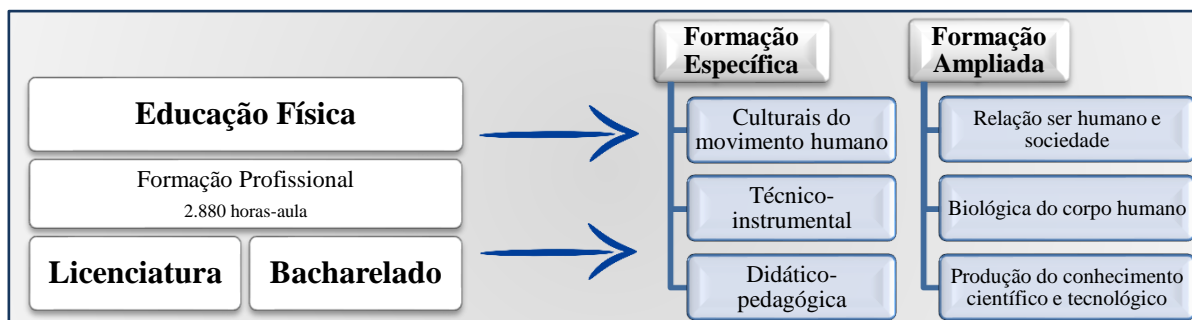 Educação Física
Formação Profissional
2.880 horas-aula
Licenciatura
Bacharelado
Formação
Específica
Culturais do
movimento humano
Técnico-
instrumental
Didático-
pedagógica
Formação
Ampliada
Relação ser humano e
sociedade
Biológica do corpo humano
Produção do conhecimento
científico e tecnológico